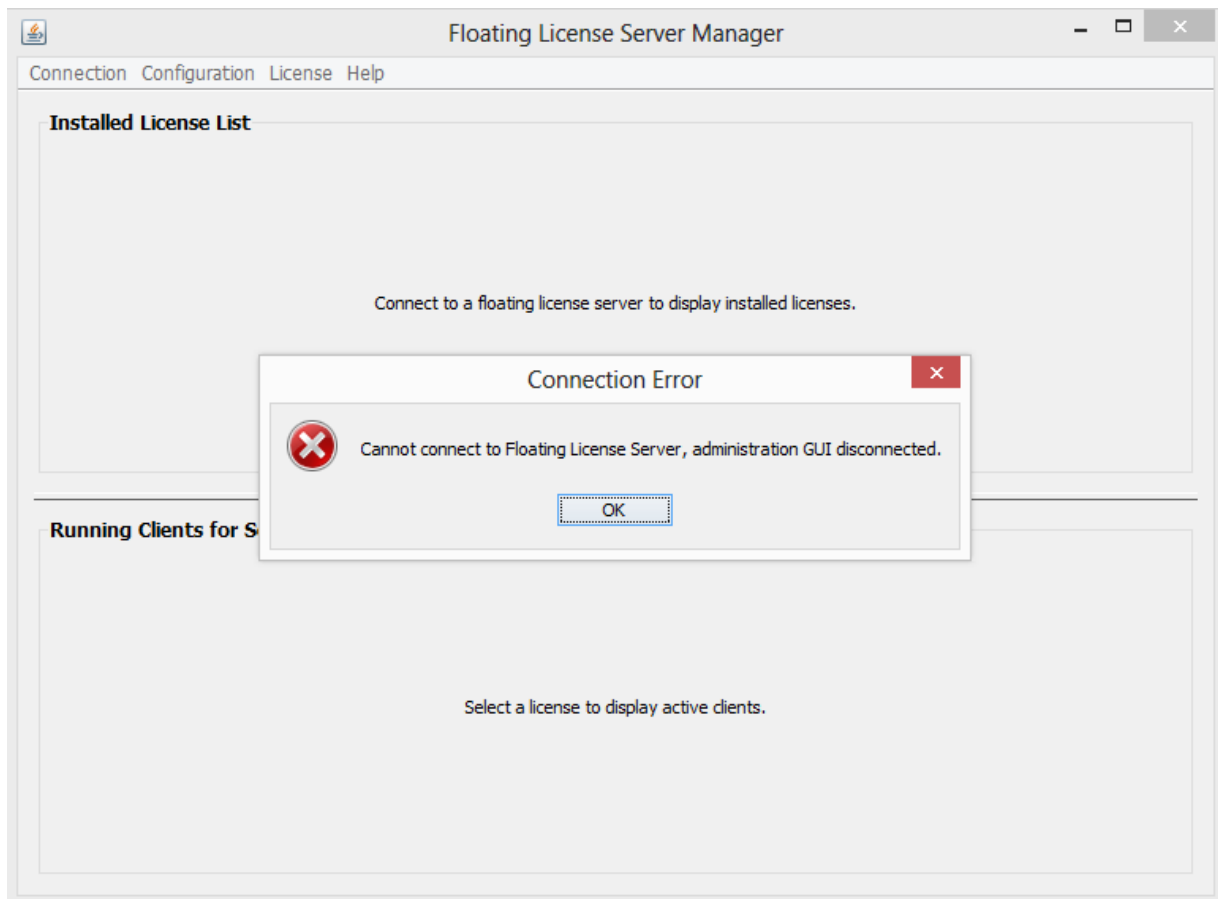 Floating License Server Manager
Connection Configuration License Help
Installed License List
Connect to a floating license server to display installed licenses.
Connection Error
Cannot connect to Floating License Server, administration GUI disconnected.
OK
Running Clients for S
Select a license to display active clients.